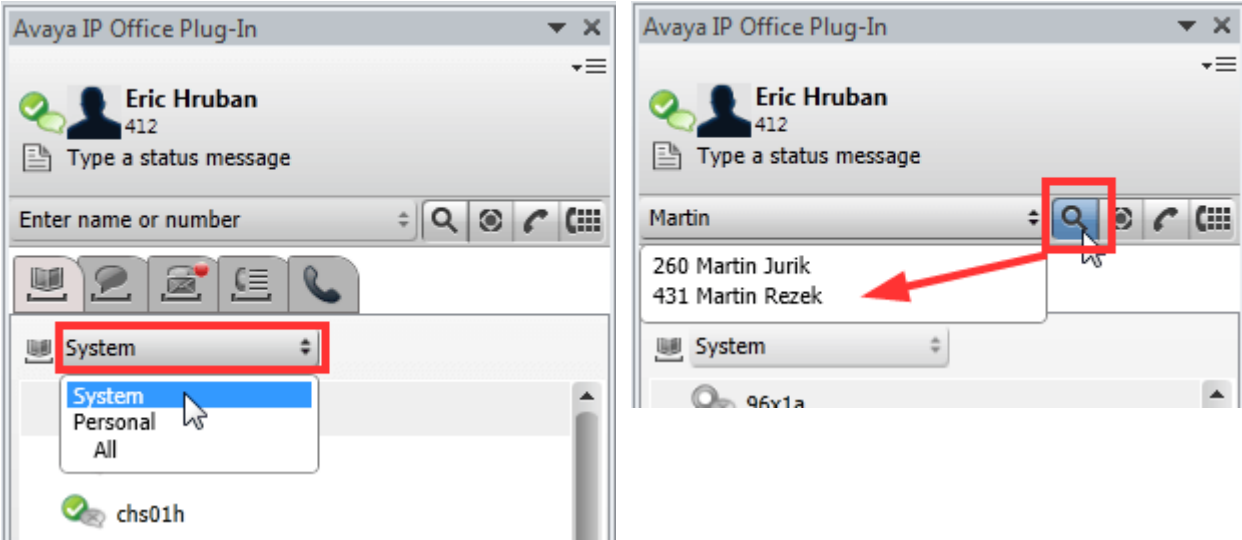 Avaya IP Office Plug-In
Eric Hruban
412
Type a status message
Enter name or number
System
System
Personal
All
chs01h
Avaya IP Office Plug-In
Eric Hruban
412
Type a status message
Martin
260 Martin Jurik
431 Martin Rezek
System
96x1a